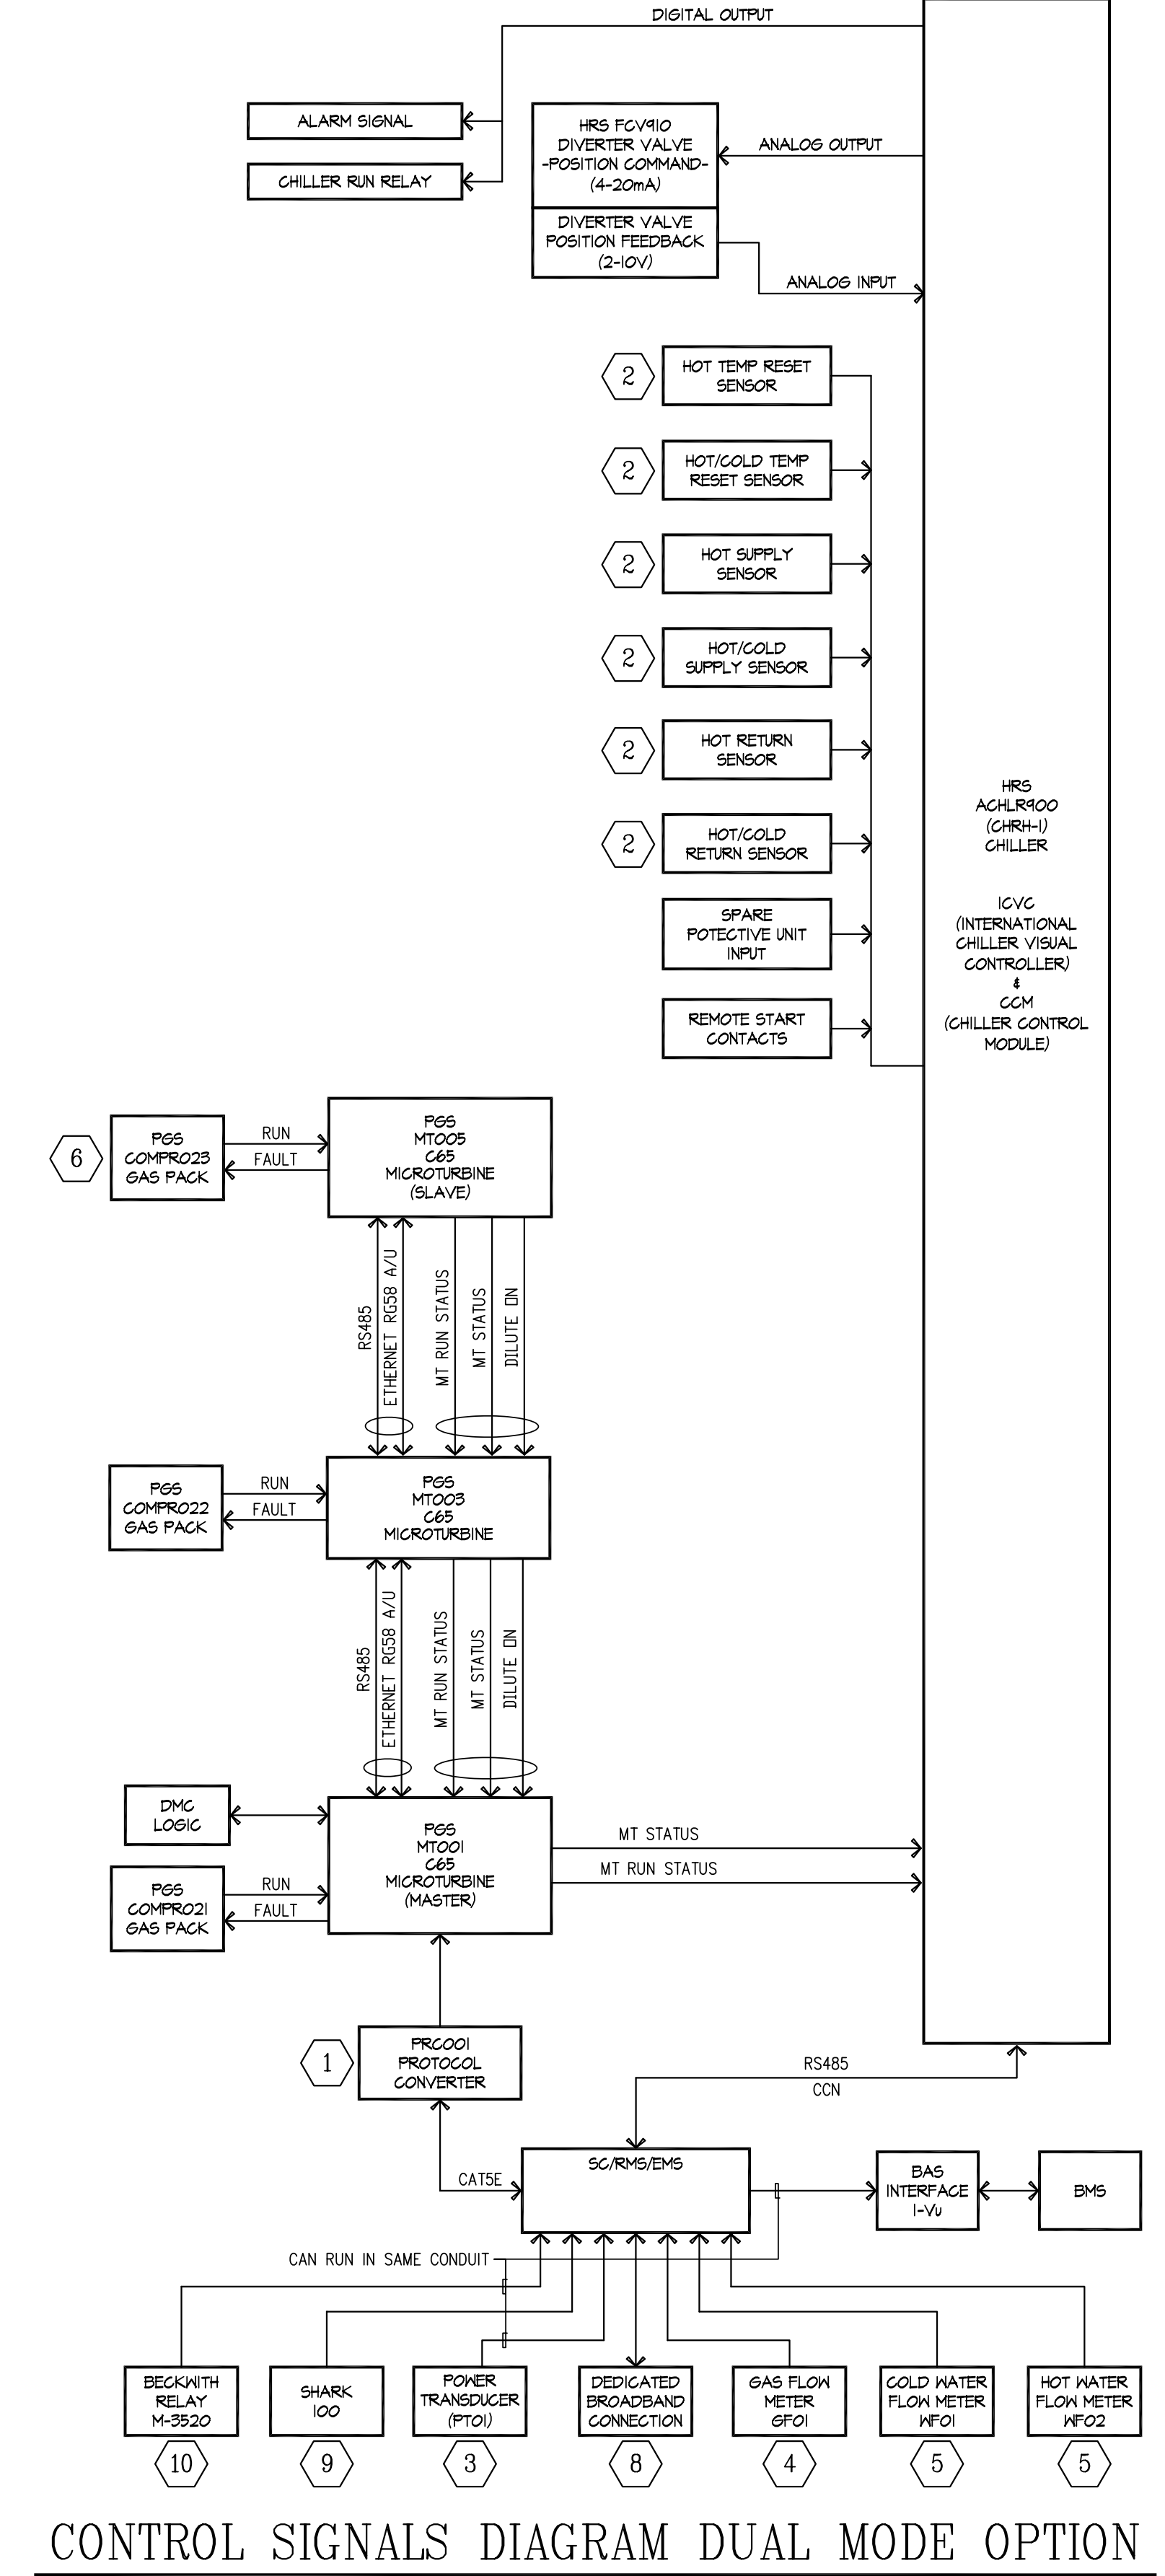 DIGITAL OUTPUT
ALARM SIGNAL
CHILLER RUN RELAY
HRS FCV910
DIVERTER VALVE
-POSITION COMMAND-
(4-20mA)
ANALOG OUTPUT
DIVERTER VALVE
POSITION FEEDBACK
(2-10V)
ANALOG INPUT
2
HOT TEMP RESET
SENSOR
2
HOT/COLD TEMP
RESET SENSOR
2
HOT SUPPLY
SENSOR
2
HOT/COLD
SUPPLY SENSOR
2
HOT RETURN
SENSOR
2
HOT/COLD
RETURN SENSOR
SPARE
POTECTIVE UNIT
INPUT
REMOTE START
CONTACTS
HRS
ACHLR900
(CHRH-1)
CHILLER
ICVC
(INTERNATIONAL
CHILLER VISUAL
CONTROLLER)
&
CCM
(CHILLER CONTROL
MODULE)
6
PGS
COMPRO23
GAS PACK
RUN
FAULT
PGS
MT005
C65
MICROTURBINE
(SLAVE)
RS485
ETHERNET RG58 A/U
MT RUN STATUS
MT STATUS
DILUTE ON
PGS
COMPRO22
GAS PACK
RUN
FAULT
PGS
MT003
C65
MICROTURBINE
RS485
ETHERNET RG58 A/U
MT RUN STATUS
MT STATUS
DILUTE ON
DMC
LOGIC
PGS
COMPRO21
GAS PACK
RUN
FAULT
PGS
MT001
C65
MICROTURBINE
(MASTER)
MT STATUS
MT RUN STATUS
1
PRC001
PROTOCOL
CONVERTER
RS485
CCN
CAT5E
SC/RMS/EMS
BAS
INTERFACE
I-Vu
BMS
CAN RUN IN SAME CONDUIT
BECKWITH
RELAY
M-3520
SHARK
100
POWER
TRANSDUCER
(PT01)
DEDICATED
BROADBAND
CONNECTION
GAS FLOW
METER
GF01
COLD WATER
FLOW METER
WF01
HOT WATER
FLOW METER
WF02
10
9
3
8
4
5
5
CONTROL SIGNALS DIAGRAM DUAL MODE OPTION